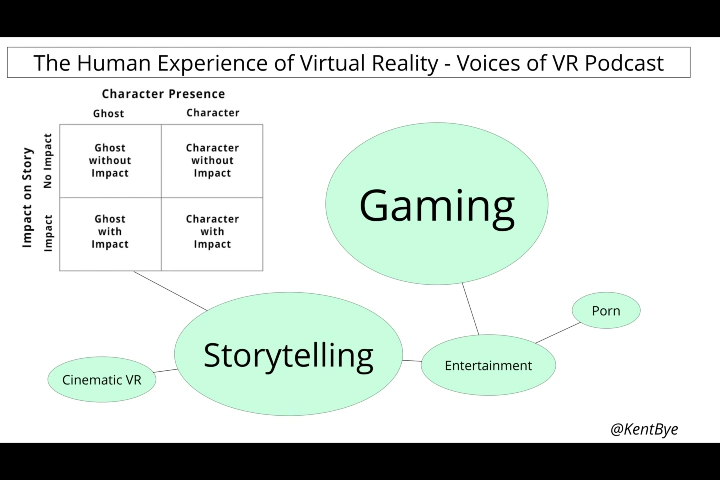 The Human Experience of Virtual Reality - Voices of VR Podcast
Character Presence
Ghost
Character
Impact on Story
No Impact
Impact
Ghost
without
Impact
Character
without
Impact
Ghost
with
Impact
Character
with
Impact
Gaming
Porn
Storytelling
Entertainment
Cinematic VR
@KentBye